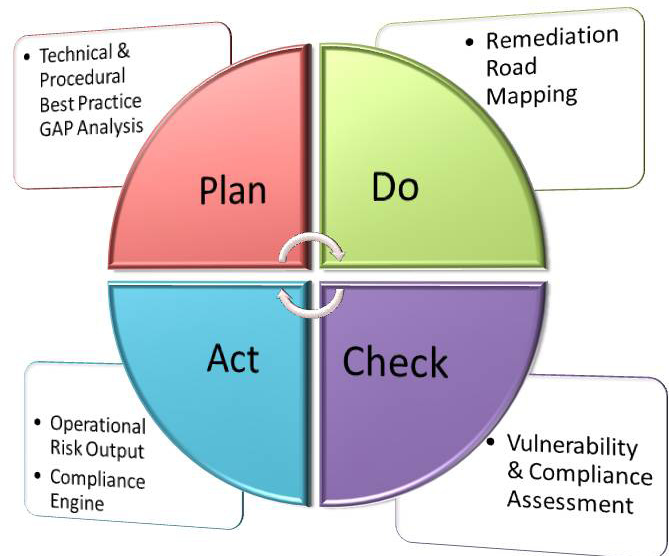 • Technical &
Procedural
Best Practice
GAP Analysis
• Remediation
Road
Mapping
Plan
Do
Act
Check
• Operational
Risk Output
• Compliance
Engine
• Vulnerability
& Compliance
Assessment